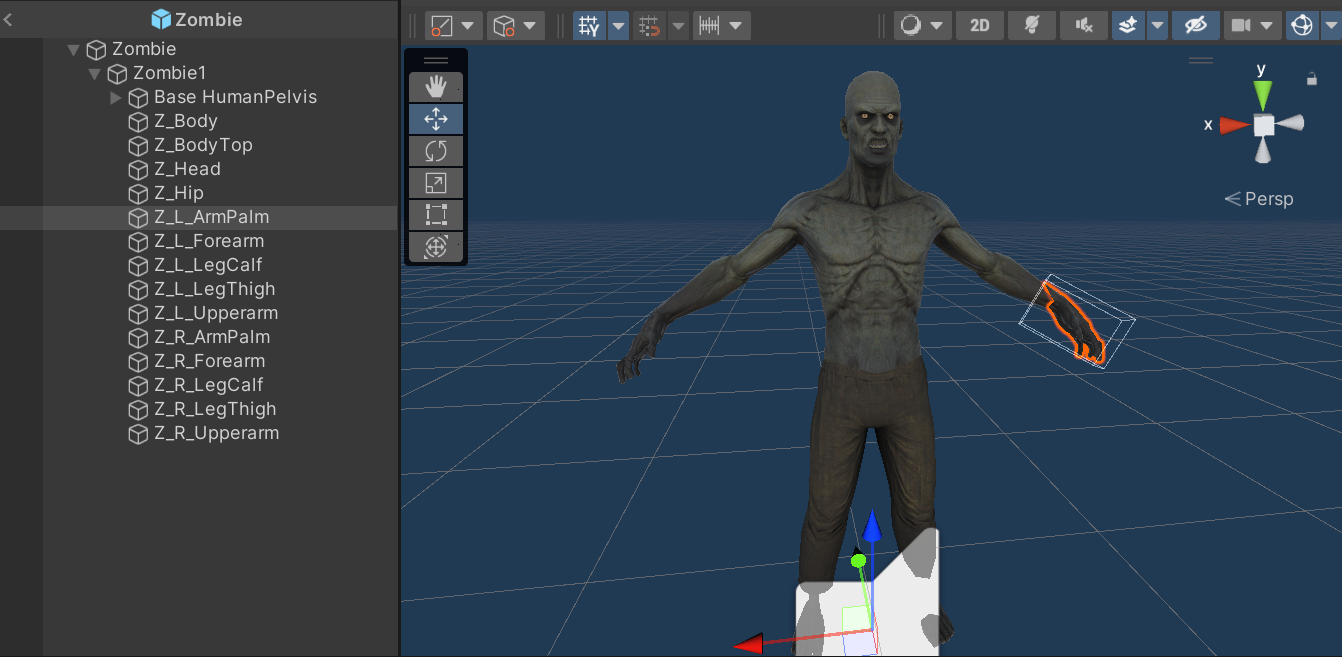 Zombie
Zombie
Zombie1
Base HumanPelvis
Z_Body
Z_BodyTop
Z_Head
Z_Hip
Z_L_ArmPalm
Z_L_Forearm
Z_L_LegCalf
Z_L_LegThigh
Z_L_Upperarm
Z_R_ArmPalm
Z_R_Forearm
Z_R_LegCalf
Z_R_LegThigh
Z_R_Upperarm
Y
2D
y
x
Persp